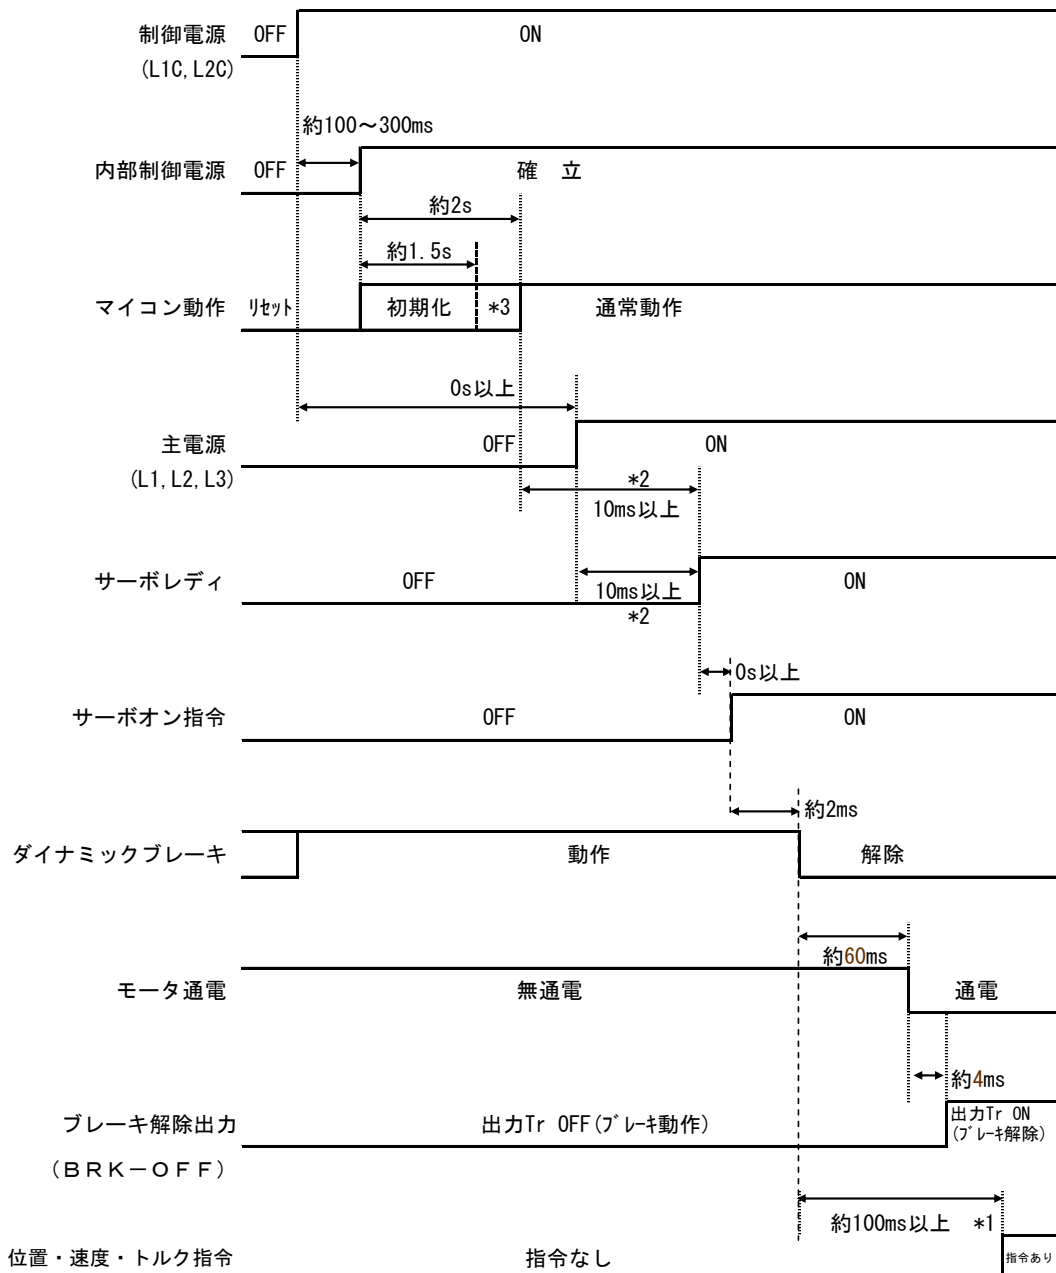 制御電源 OFF ON
(L1C, L2C)
約100～300ms
内部制御電源 OFF 確 立
約2s
約1.5s
マイコン動作 ﾘｾｯﾄ 初期化 *3 通常動作
0s以上
主電源 OFF ON
(L1, L2, L3)
*2
10ms以上
サーボレディ OFF 10ms以上 ON
*2
0s以上
サーボオン指令 OFF ON
約2ms
ダイナミックブレーキ 動作 解除
約60ms
モータ通電 無通電 通電
約4ms
ブレーキ解除出力 出力Tr OFF(ﾌﾞﾚｰｷ動作) 出力Tr ON
(ﾌﾞﾚｰｷ解除)
（ＢＲＫ－ＯＦＦ）
約100ms以上 *1
位置・速度・トルク指令 指令なし 指令あり